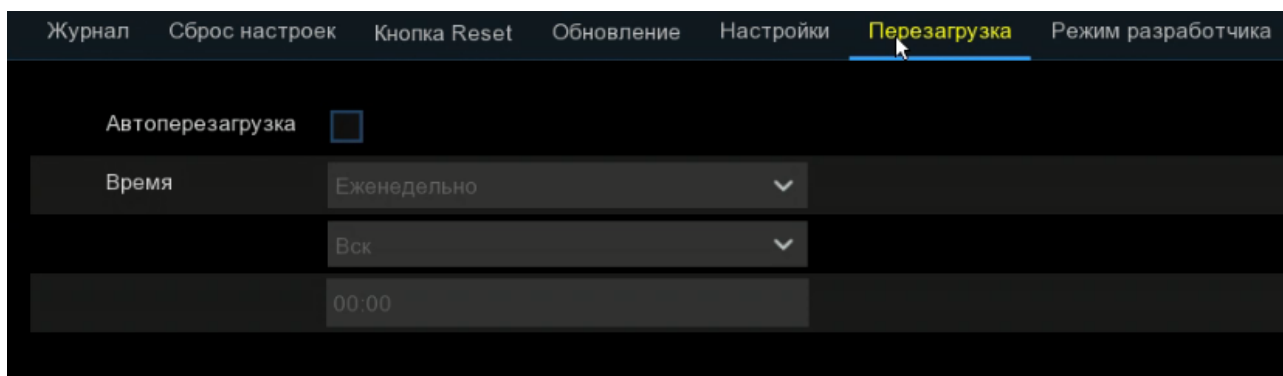 Журнал Сброс настроек Кнопка Reset Обновление Настройки Перезагрузка Режим разработчика
Автоперезагрузка
Время Еженедельно
Вск
00:00